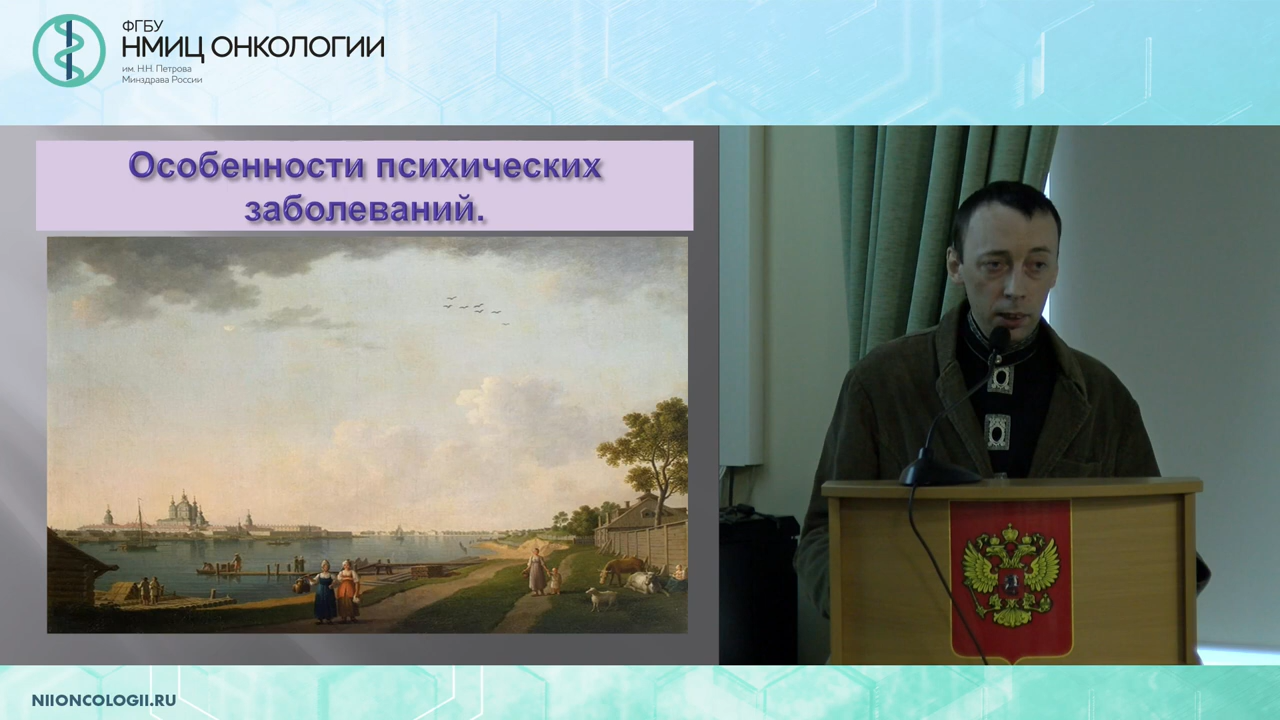 ФГБУ
НМИЦ ОНКОЛОГИИ
им. Н.Н. Петрова
Минздрава России
Особенности психических
заболеваний.
NIIONCOLOGII.RU